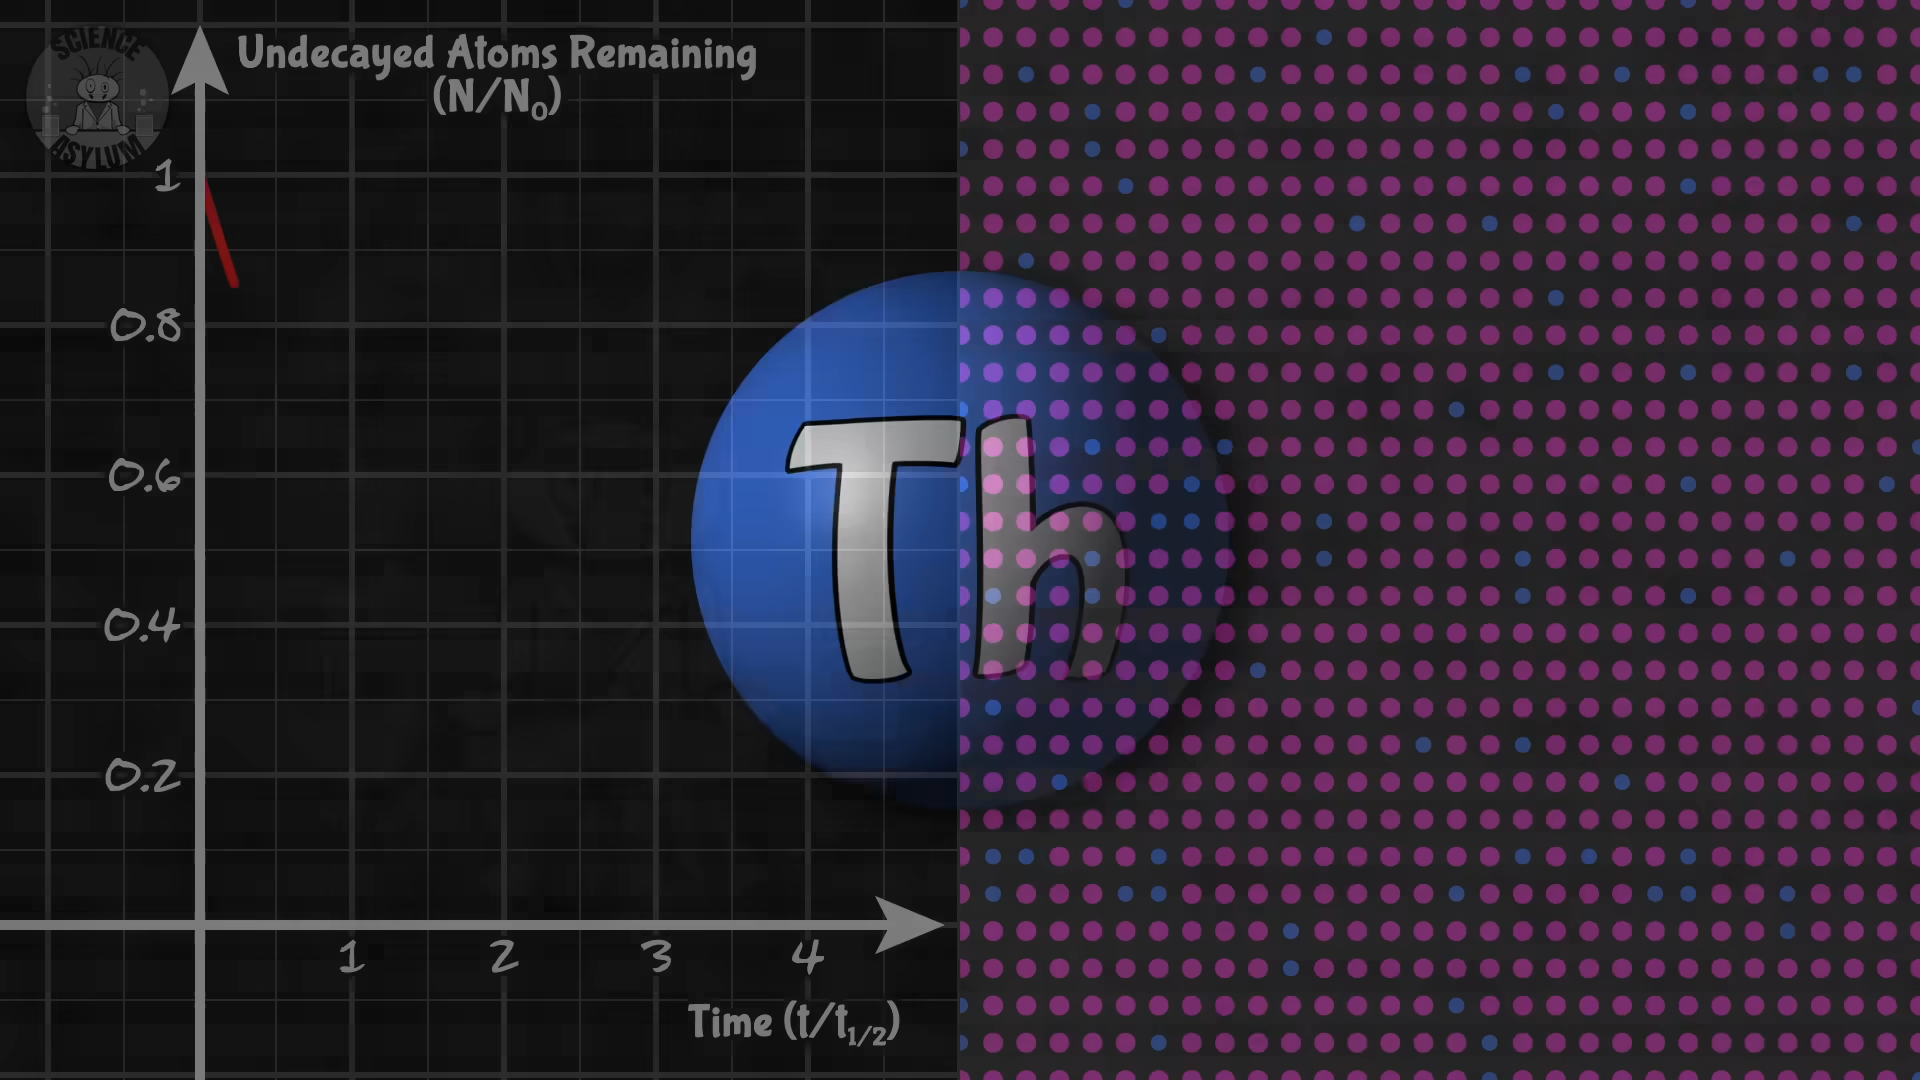 SCIENCE
ASYLUM
Undecayed Atoms Remaining
(N/N₀)
1
0.8
0.6
0.4
0.2
Th
1 2 3 4
Time (t/t₁/₂)